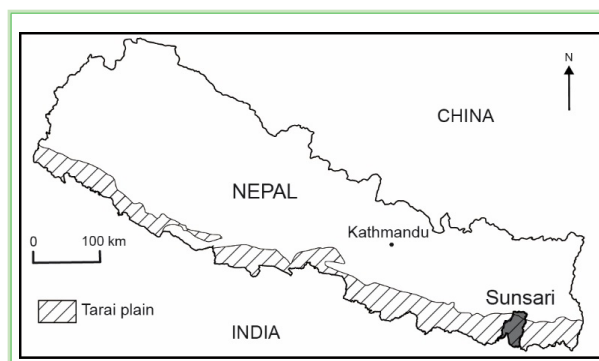 N
CHINA
NEPAL
Kathmandu
0 100 km
Sunsari
Tarai plain
INDIA